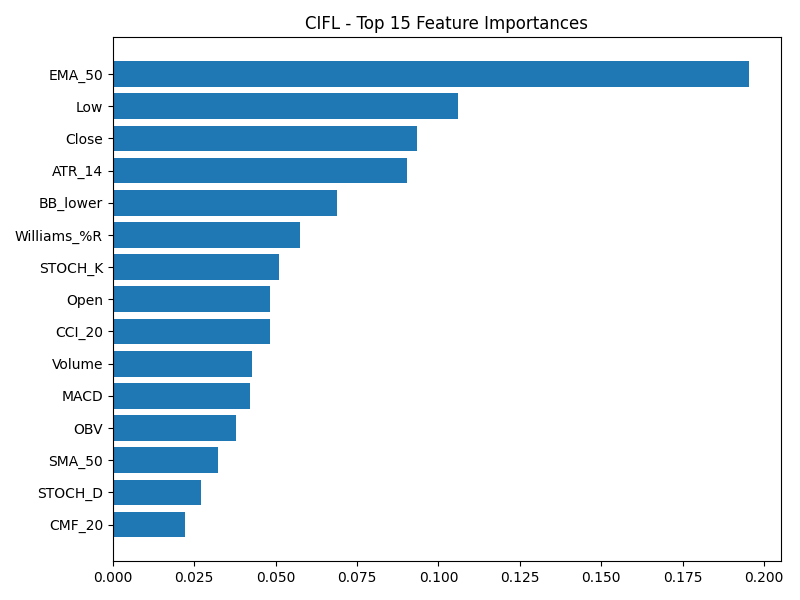 CIFL - Top 15 Feature Importances
EMA_50
Low
Close
ATR_14
BB_lower
Williams_%R
STOCH_K
Open
CCI_20
Volume
MACD
OBV
SMA_50
STOCH_D
CMF_20
0.000 0.025 0.050 0.075 0.100 0.125 0.150 0.175 0.200